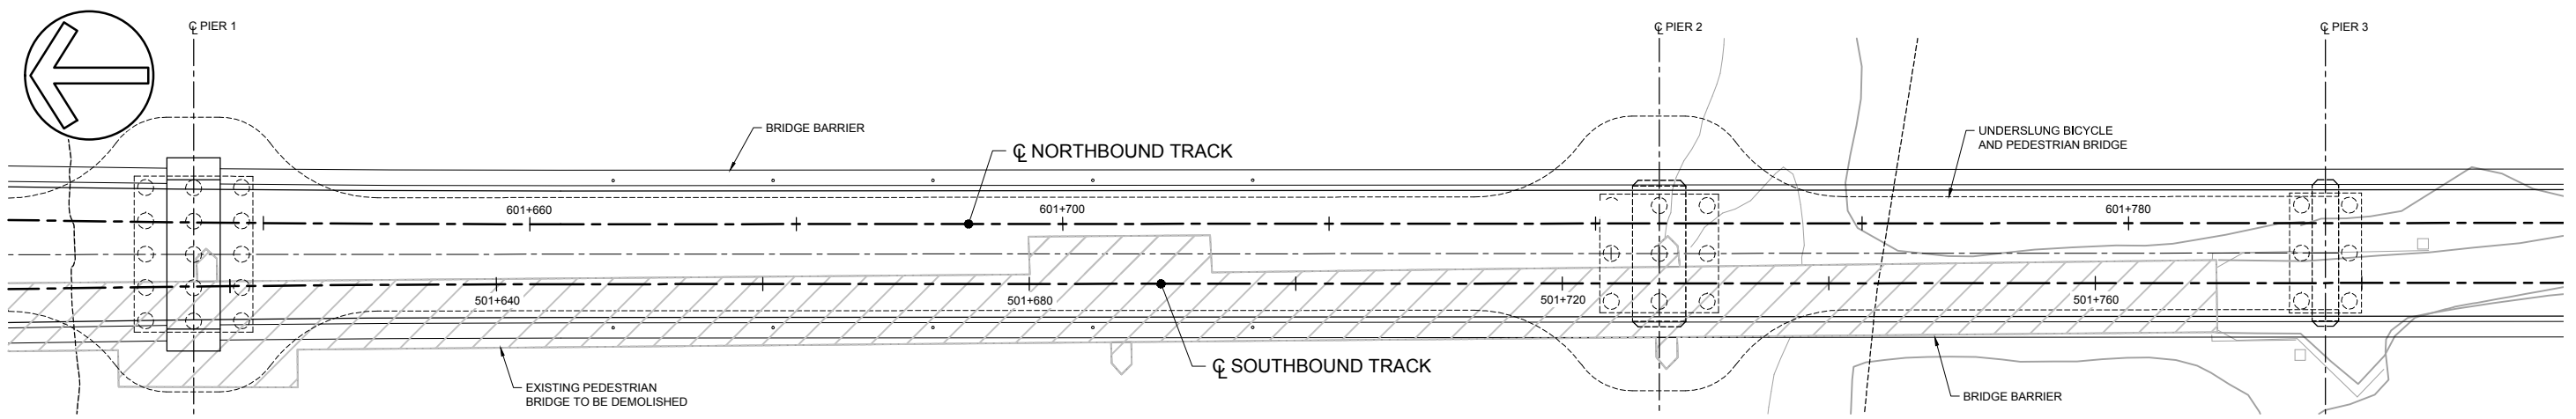 ℄ PIER 1
℄ PIER 2
℄ PIER 3
BRIDGE BARRIER
℄ NORTHBOUND TRACK
UNDERSLUNG BICYCLE
AND PEDESTRIAN BRIDGE
601+660
601+700
601+780
501+640
501+680
501+720
501+760
℄ SOUTHBOUND TRACK
EXISTING PEDESTRIAN
BRIDGE TO BE DEMOLISHED
BRIDGE BARRIER